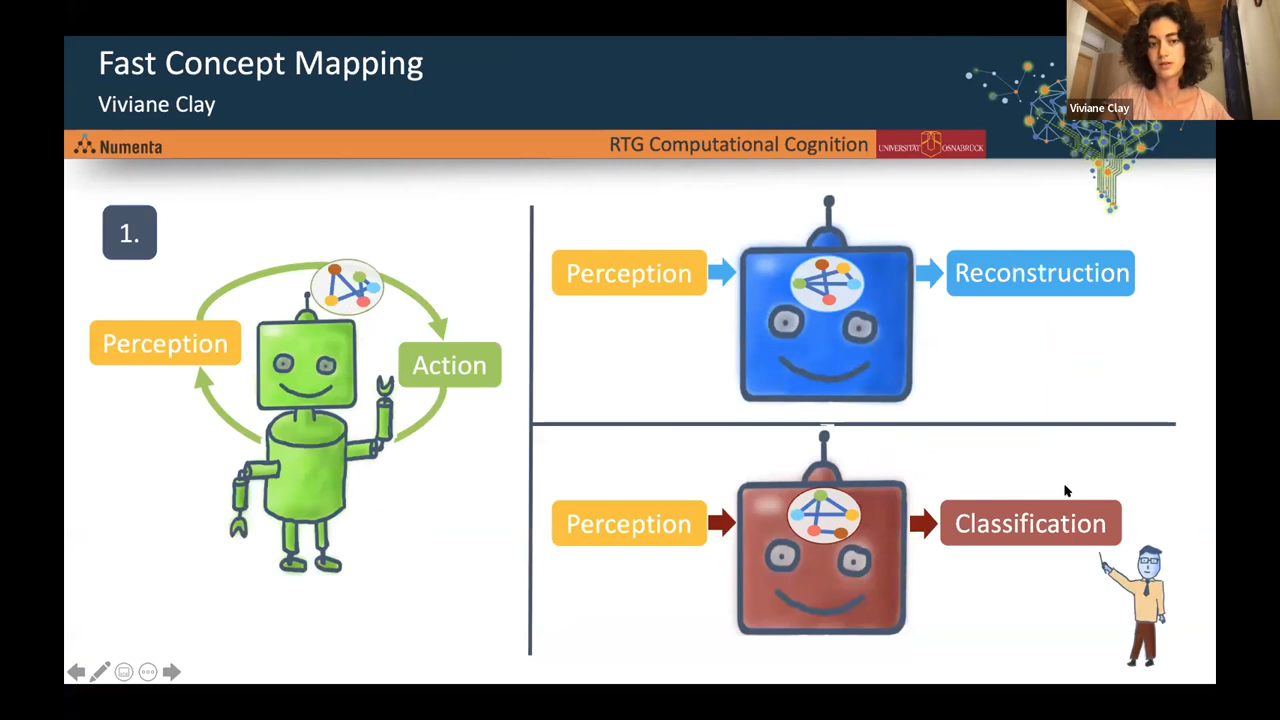 Fast Concept Mapping
Viviane Clay
Viviane Clay
Numenta
RTG Computational Cognition
UNIVERSITÄT OSNABRÜCK
1.
Perception
Action
Perception
Reconstruction
Perception
Classification